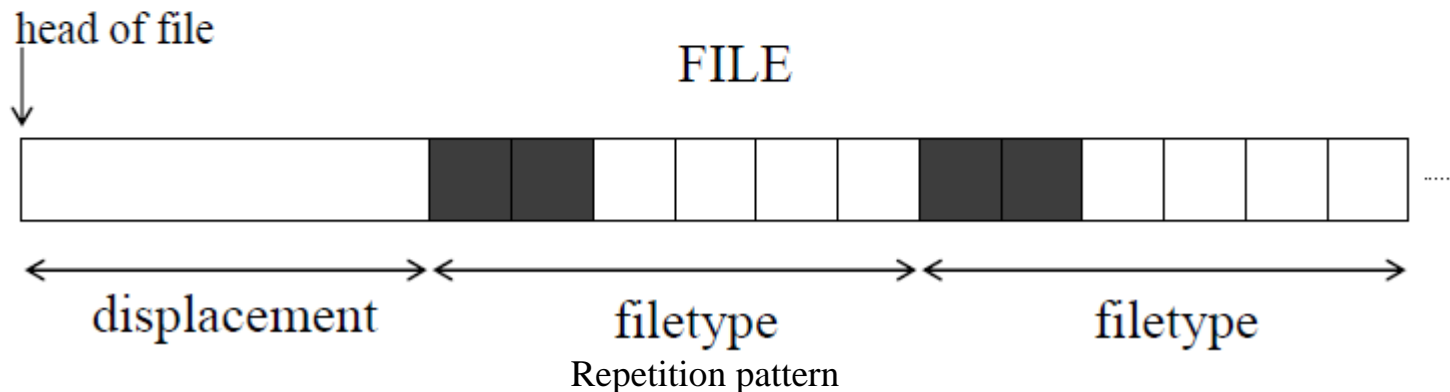 head of file
FILE
.....
displacement
filetype
filetype
Repetition pattern